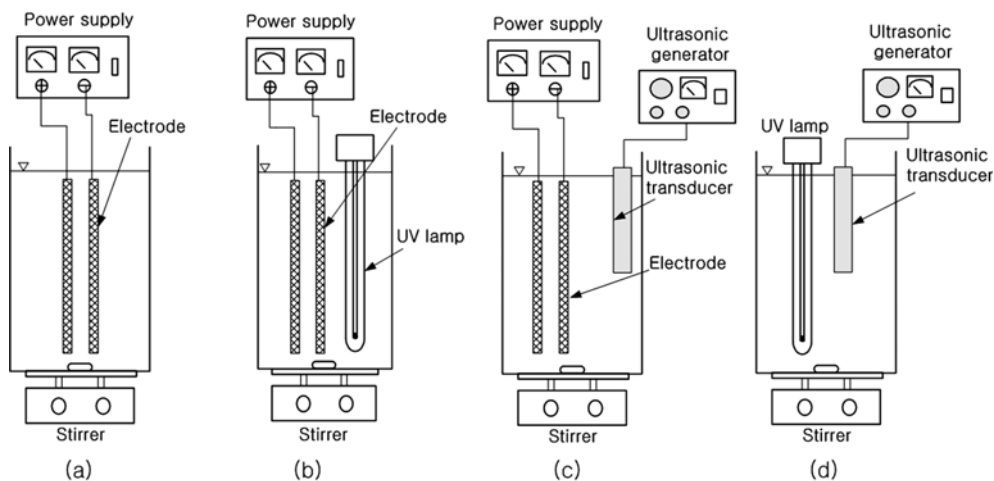 Power supply
Electrode
Stirrer
(a)
Power supply
Electrode
UV lamp
Stirrer
(b)
Power supply
Ultrasonic
generator
Ultrasonic
transducer
Electrode
Stirrer
(c)
Ultrasonic
generator
UV lamp
Ultrasonic
transducer
Stirrer
(d)